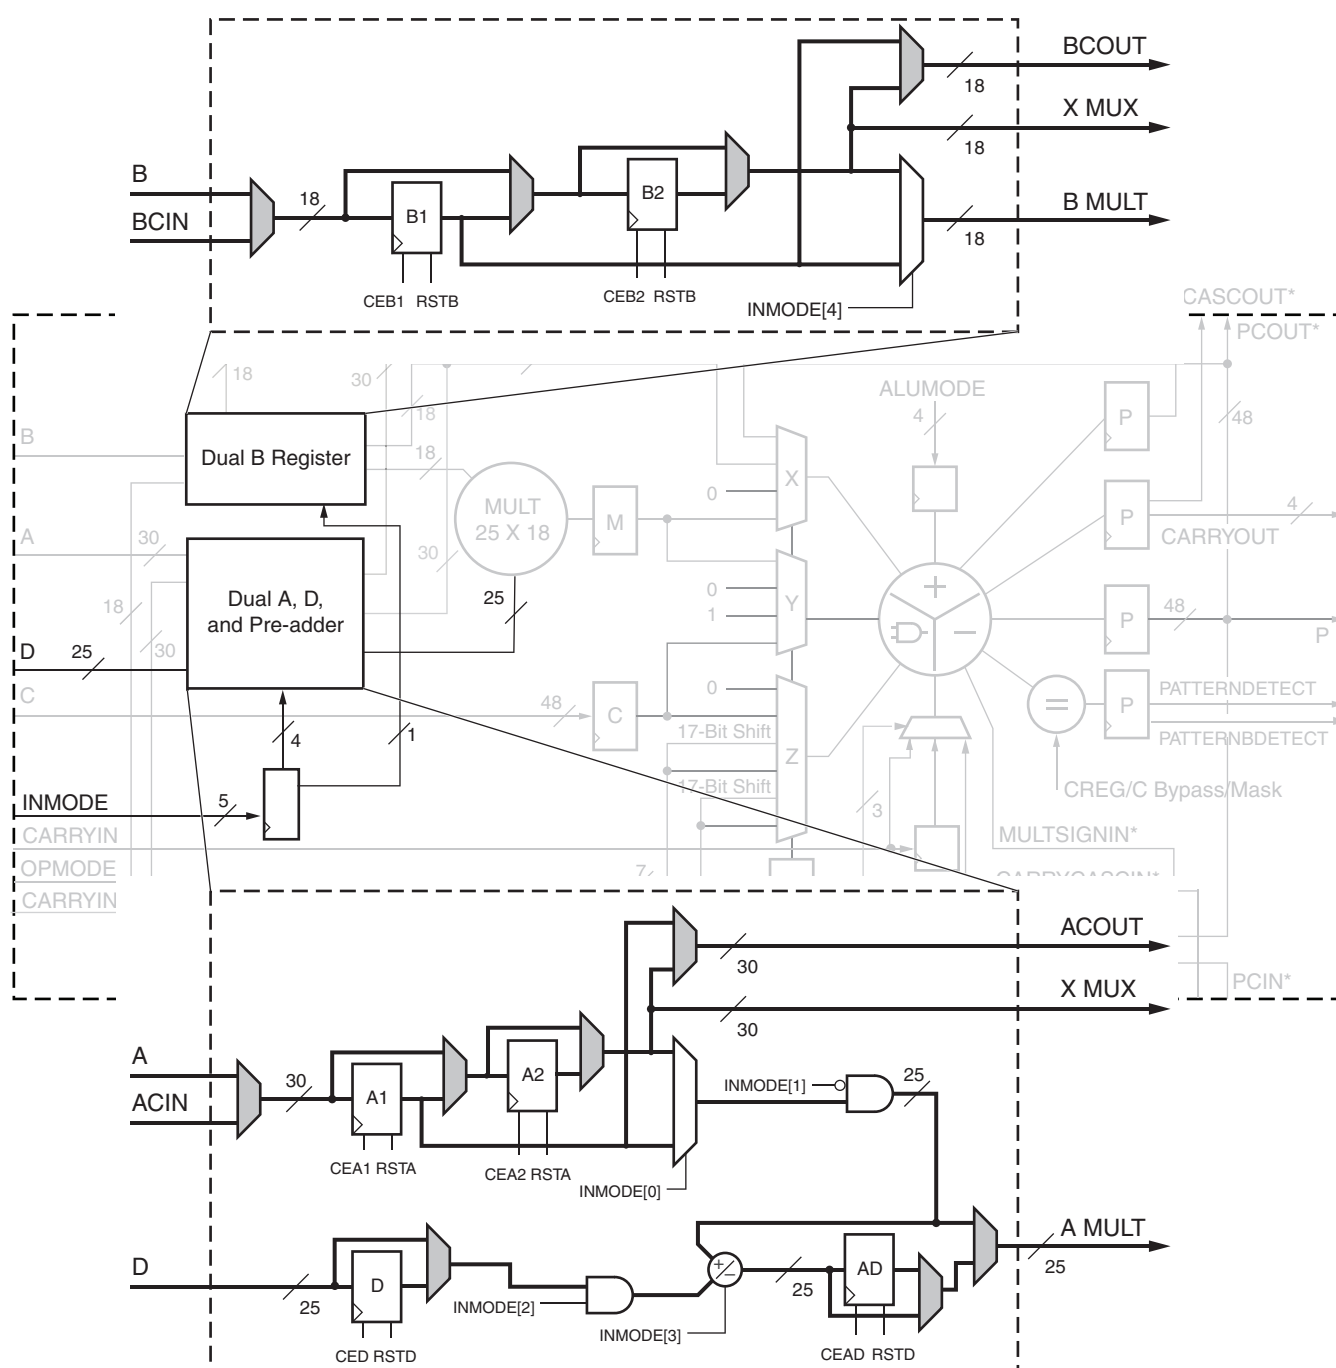 BCOUT
18
X MUX
18
B
18
BCIN
B1
B2
B MULT
18
CEB1 RSTB
CEB2 RSTB
INMODE[4]
CASCOUT*
PCOUT*
18
30
18
ALUMODE
4
P
48
B
Dual B Register
18
X
0
MULT
25 X 18
M
P
4
CARRYOUT
A
30
30
Dual A, D,
and Pre-adder
18
25
0
Y
1
+
−
P
48
P
D
25
30
C
48
C
0
17-Bit Shift
Z
17-Bit Shift
=
P
PATTERNDETECT
PATTERNBDETECT
4
1
INMODE
5
3
CREG/C Bypass/Mask
CARRYIN
MULTSIGNIN*
OPMODE
7
CARRYCASCIN*
CARRYIN
ACOUT
30
X MUX
30
PCIN*
A
30
ACIN
A1
A2
INMODE[1]
25
CEA1 RSTA
CEA2 RSTA
INMODE[0]
A MULT
25
D
25
D
+
−
25
AD
INMODE[2]
INMODE[3]
CED RSTD
CEAD RSTD